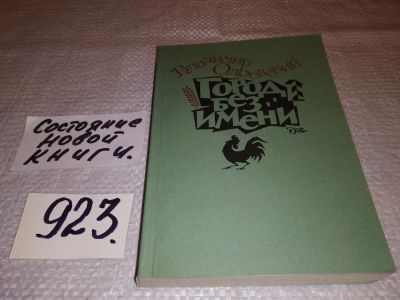 Состояние
новой
книги.
923.
Владимир Одоевский
Город
без
имени